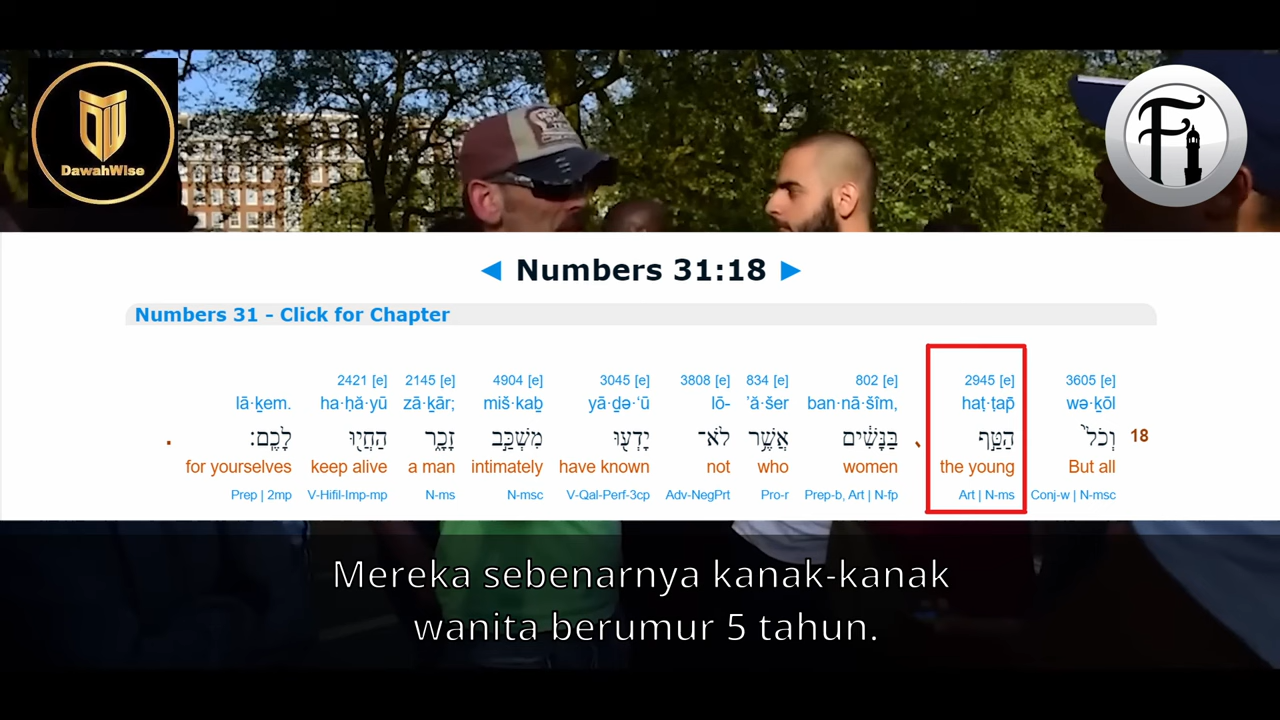 DawahWise
Fi
◄ Numbers 31:18 ►
Numbers 31 - Click for Chapter
2421 [e] 2145 [e] 4904 [e] 3045 [e] 3808 [e] 834 [e] 802 [e] 2945 [e] 3605 [e]
lā·ḵem. ha·ḥă·yū zā·ḵār; miš·kaḇ yā·ḏə·‘ū lō- ’ă·šer ban·nā·šîm, haṭ·ṭap̄ wə·ḵōl
18 וְכֹל֙ הַטַּ֣ף בַּנָּשִׁ֔ים אֲשֶׁ֥ר לֹא־ יָדְע֖וּ מִשְׁכַּ֣ב זָכָ֑ר הַחֲי֖וּ לָכֶֽם׃
for yourselves keep alive a man intimately have known not who women the young But all
Prep | 2mp V-Hifil-Imp-mp N-ms N-msc V-Qal-Perf-3cp Adv-NegPrt Pro-r Prep-b, Art | N-fp Art | N-ms Conj-w | N-msc
Mereka sebenarnya kanak-kanak
wanita berumur 5 tahun.